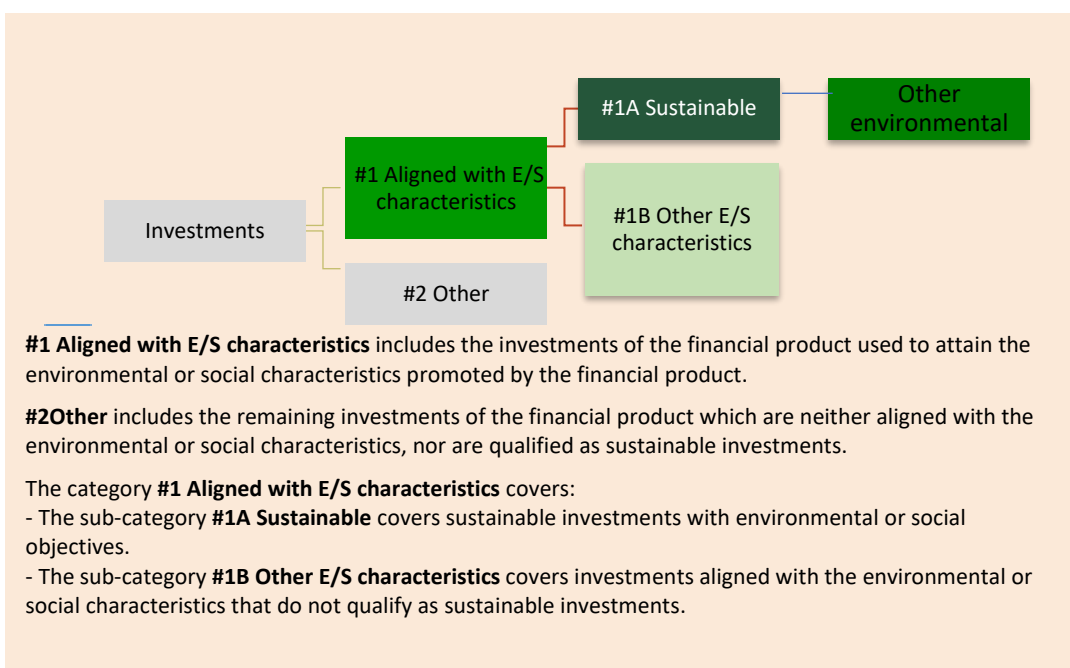 #1A Sustainable
Other
environmental
#1 Aligned with E/S
characteristics
#1B Other E/S
characteristics
Investments
#2 Other
#1 Aligned with E/S characteristics includes the investments of the financial product used to attain the
environmental or social characteristics promoted by the financial product.
#2Other includes the remaining investments of the financial product which are neither aligned with the
environmental or social characteristics, nor are qualified as sustainable investments.
The category #1 Aligned with E/S characteristics covers:
- The sub-category #1A Sustainable covers sustainable investments with environmental or social
objectives.
- The sub-category #1B Other E/S characteristics covers investments aligned with the environmental or
social characteristics that do not qualify as sustainable investments.